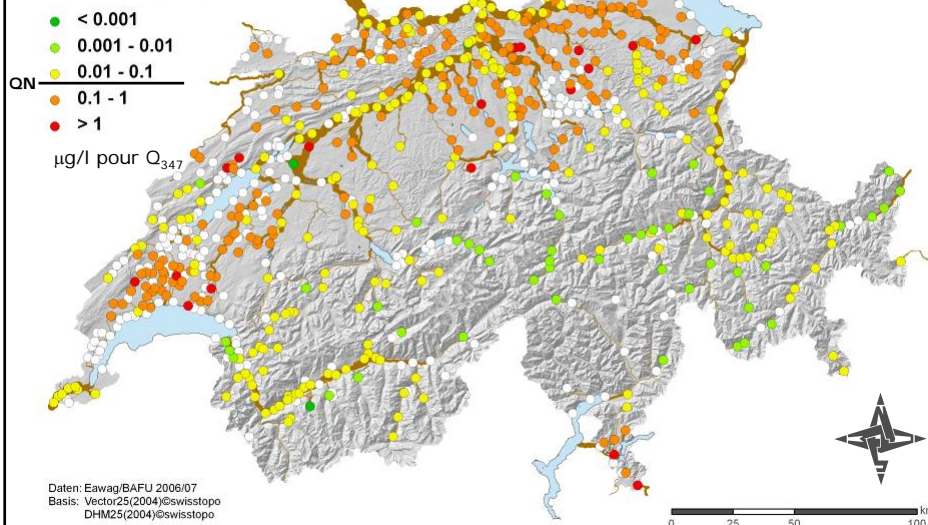 < 0.001
0.001 - 0.01
0.01 - 0.1
QN
0.1 - 1
> 1
µg/l pour Q347
Daten: Eawag/BAFU 2006/07
Basis: Vector25(2004)©swisstopo
DHM25(2004)©swisstopo
km
0 25 50 100